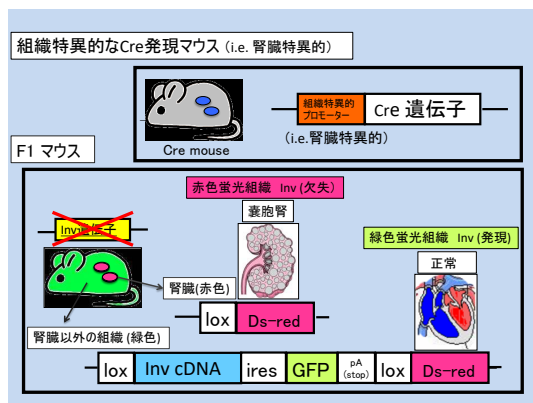 組織特異的なCre発現マウス (i.e. 腎臓特異的)
組織特異的
プロモーター
Cre 遺伝子
(i.e.腎臓特異的)
Cre mouse
F1 マウス
赤色蛍光組織 Inv (欠失)
嚢胞腎
Inv遺伝子
緑色蛍光組織 Inv (発現)
正常
腎臓(赤色)
lox Ds-red
腎臓以外の組織 (緑色)
lox Inv cDNA ires GFP pA (stop) lox Ds-red